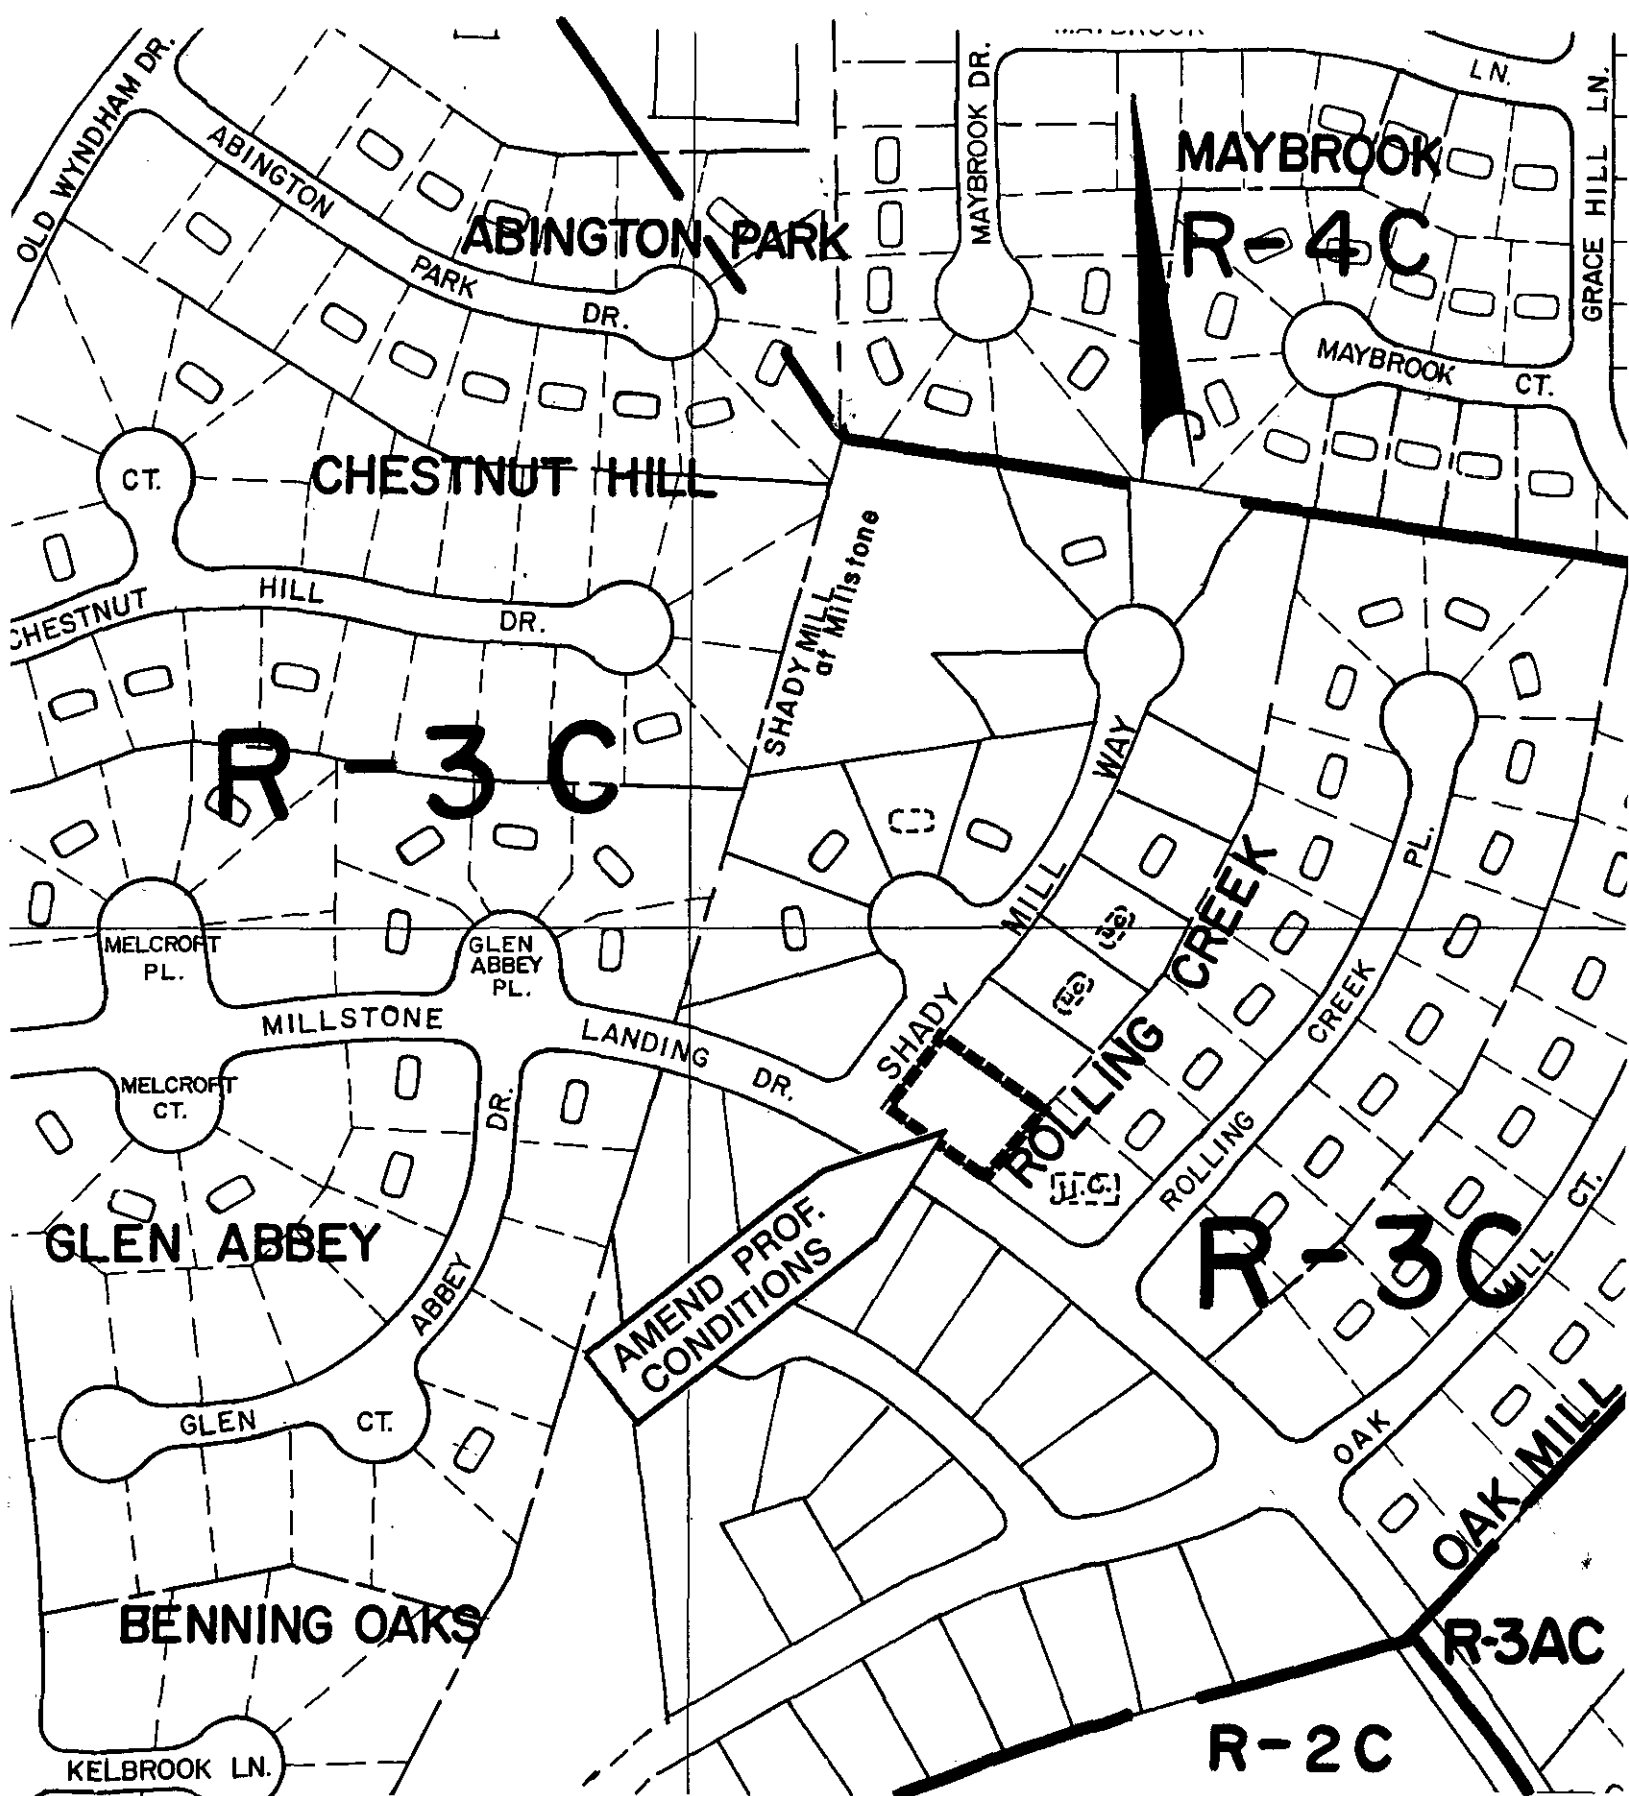 MAYBROOK
LN.
OLD WYNDHAM DR.
ABINGTON
PARK
DR.
ABINGTON PARK
MAYBROOK DR.
MAYBROOK
R-4C
GRACE HILL LN.
MAYBROOK
CT.
CT.
CHESTNUT HILL
CHESTNUT
HILL
DR.
SHADY MILL
at Millstone
R-3C
WAY
MILL
SHADY
CREEK
ROLLING
u.c.
u.c.
u.c.
PL.
CREEK
ROLLING
MELCROFT
PL.
GLEN
ABBEY
PL.
MILLSTONE
LANDING
DR.
MELCROFT
CT.
DR.
ABBEY
GLEN ABBEY
GLEN
CT.
AMEND PROF.
CONDITIONS
R-3C
CT.
MILL
OAK
OAK MILL
BENNING OAKS
R-3AC
R-2C
KELBROOK LN.